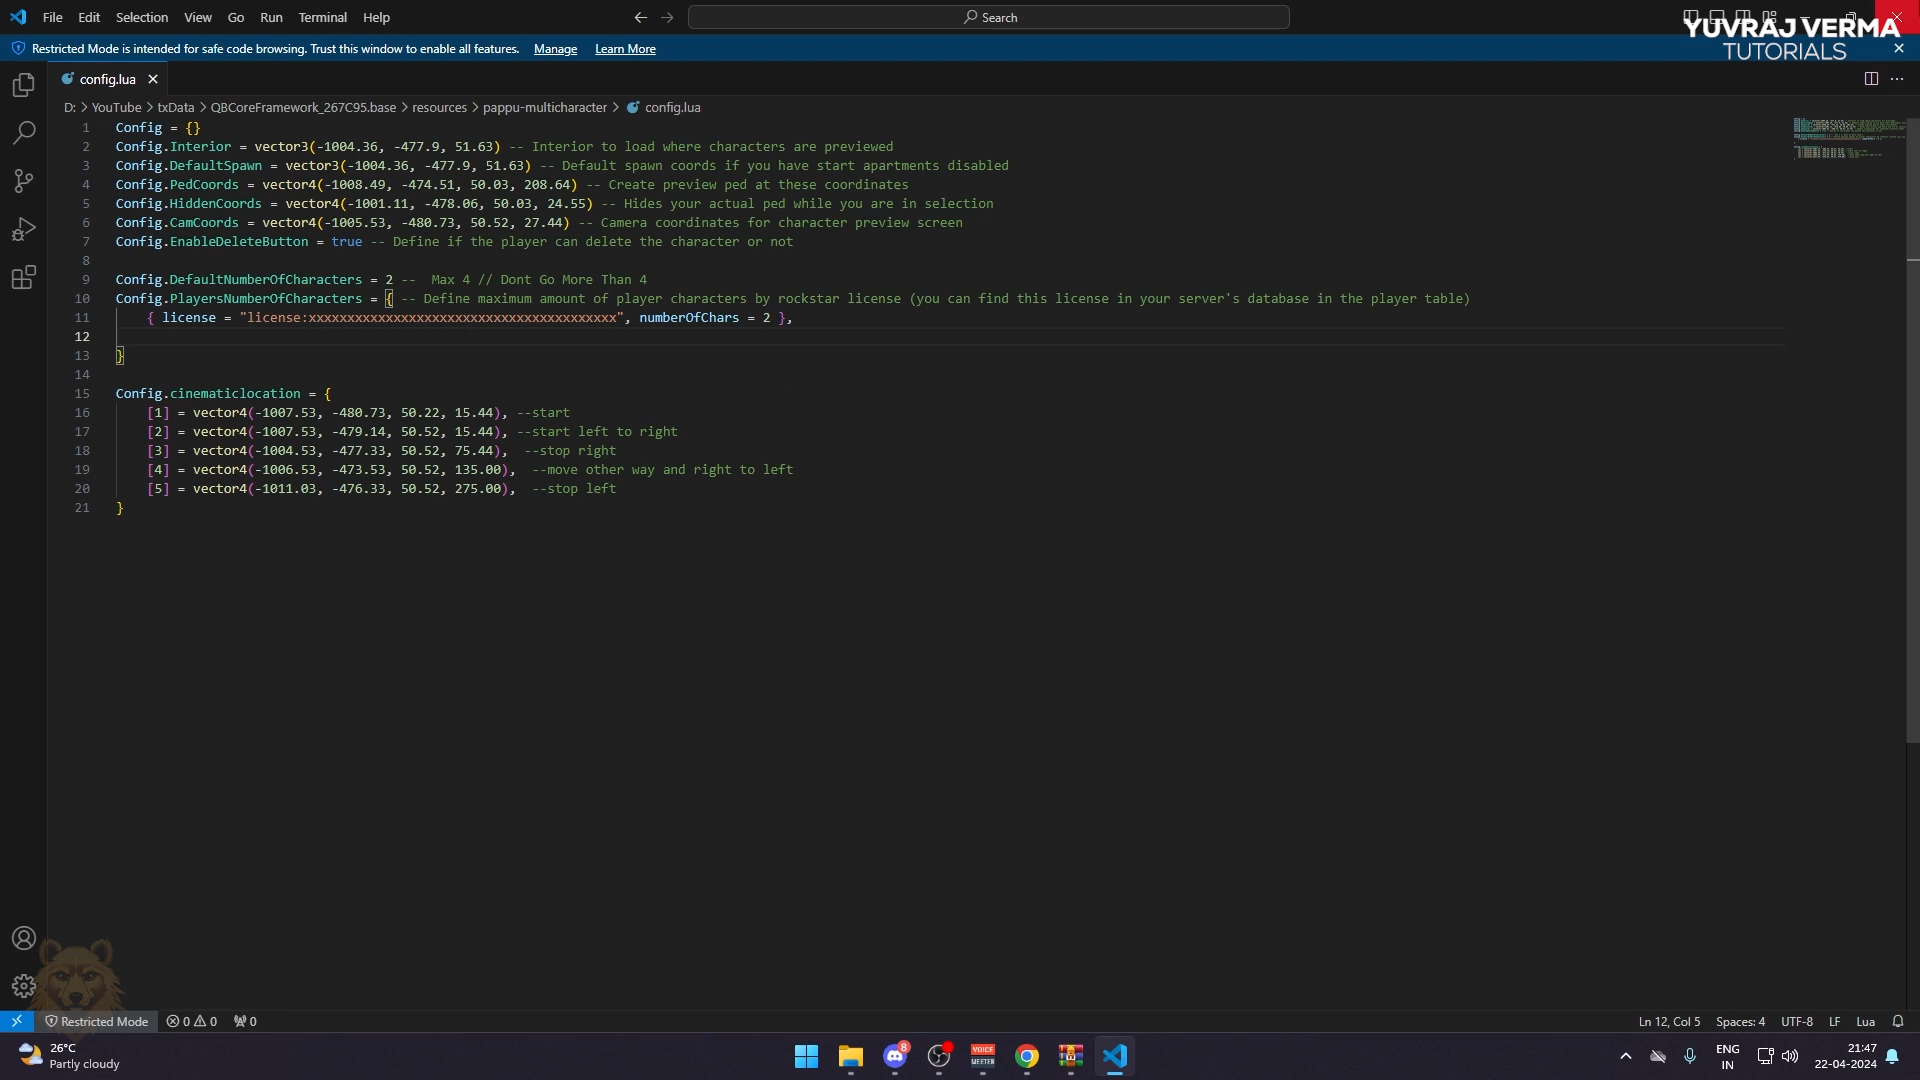 File Edit Selection View Go Run Terminal Help
Search
YUVRAJ VERMA
TUTORIALS
Restricted Mode is intended for safe code browsing. Trust this window to enable all features. Manage Learn More
config.lua
D: > YouTube > txData > QBCoreFramework_267C95.base > resources > pappu-multicharacter > config.lua
1 Config = {}
2 Config.Interior = vector3(-1004.36, -477.9, 51.63) -- Interior to load where characters are previewed
3 Config.DefaultSpawn = vector3(-1004.36, -477.9, 51.63) -- Default spawn coords if you have start apartments disabled
4 Config.PedCoords = vector4(-1008.49, -474.51, 50.03, 208.64) -- Create preview ped at these coordinates
5 Config.HiddenCoords = vector4(-1001.11, -478.06, 50.03, 24.55) -- Hides your actual ped while you are in selection
6 Config.CamCoords = vector4(-1005.53, -480.73, 50.52, 27.44) -- Camera coordinates for character preview screen
7 Config.EnableDeleteButton = true -- Define if the player can delete the character or not
8
9 Config.DefaultNumberOfCharacters = 2 --  Max 4 // Dont Go More Than 4
10 Config.PlayersNumberOfCharacters = { -- Define maximum amount of player characters by rockstar license (you can find this license in your server's database in the player table)
11 { license = "license:xxxxxxxxxxxxxxxxxxxxxxxxxxxxxxxxxxxxxxxx", numberOfChars = 2 },
12
13 }
14
15 Config.cinematiclocation = {
16 [1] = vector4(-1007.53, -480.73, 50.22, 15.44), --start
17 [2] = vector4(-1007.53, -479.14, 50.52, 15.44), --start left to right
18 [3] = vector4(-1004.53, -477.33, 50.52, 75.44),  --stop right
19 [4] = vector4(-1006.53, -473.53, 50.52, 135.00),  --move other way and right to left
20 [5] = vector4(-1011.03, -476.33, 50.52, 275.00),  --stop left
21 }
Restricted Mode 0 0 0
Ln 12, Col 5 Spaces: 4 UTF-8 LF Lua
26°C
Partly cloudy
8
VOICE
MEETER
ENG
IN
21:47
22-04-2024